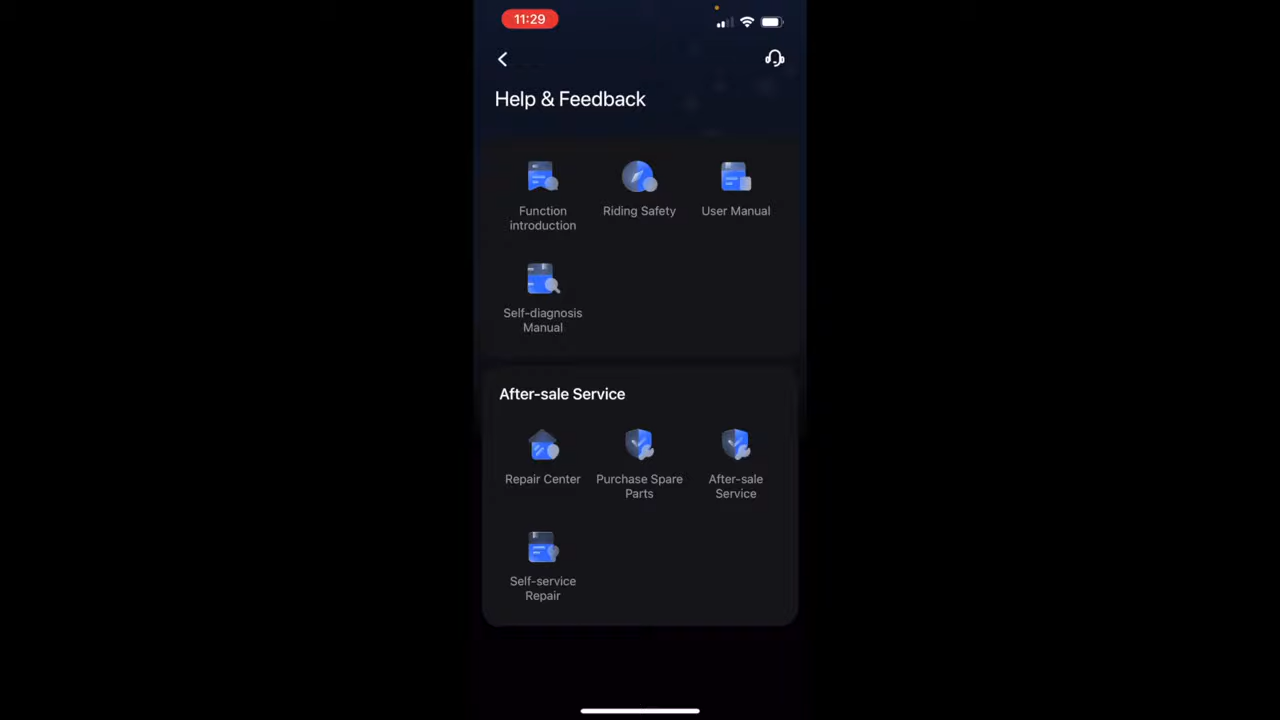 11:29
Help & Feedback
Function
introduction
Riding Safety
User Manual
Self-diagnosis
Manual
After-sale Service
Repair Center
Purchase Spare
Parts
After-sale
Service
Self-service
Repair